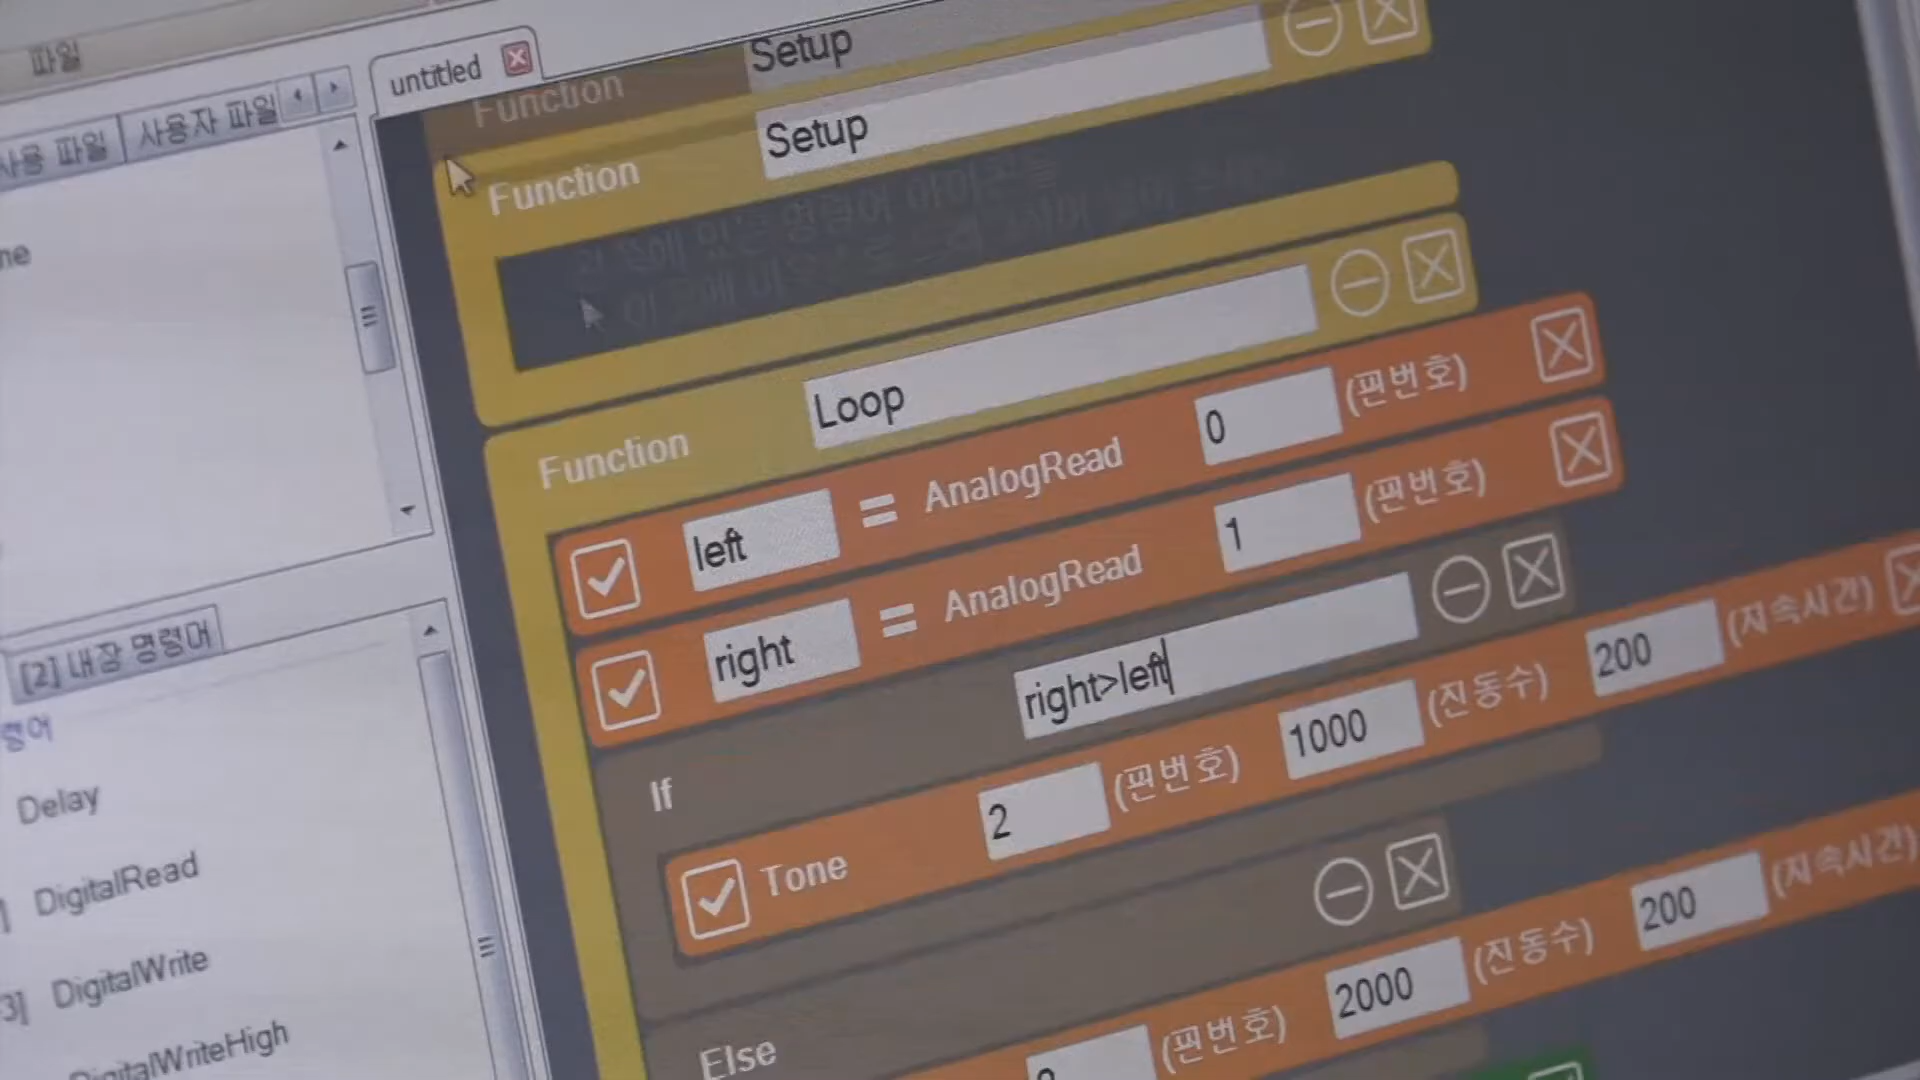 파일
사용 파일 사용자 파일
untitled
Function Setup
Function Setup
Function Loop
left = AnalogRead 0 (핀번호)
right = AnalogRead 1 (핀번호)
If right>left
Tone 2 (핀번호) 1000 (진동수) 200 (지속시간)
Else
(핀번호) 2000 (진동수) 200 (지속시간)
[2] 내장 명령어
령어
Delay
DigitalRead
3] DigitalWrite
DigitalWriteHigh